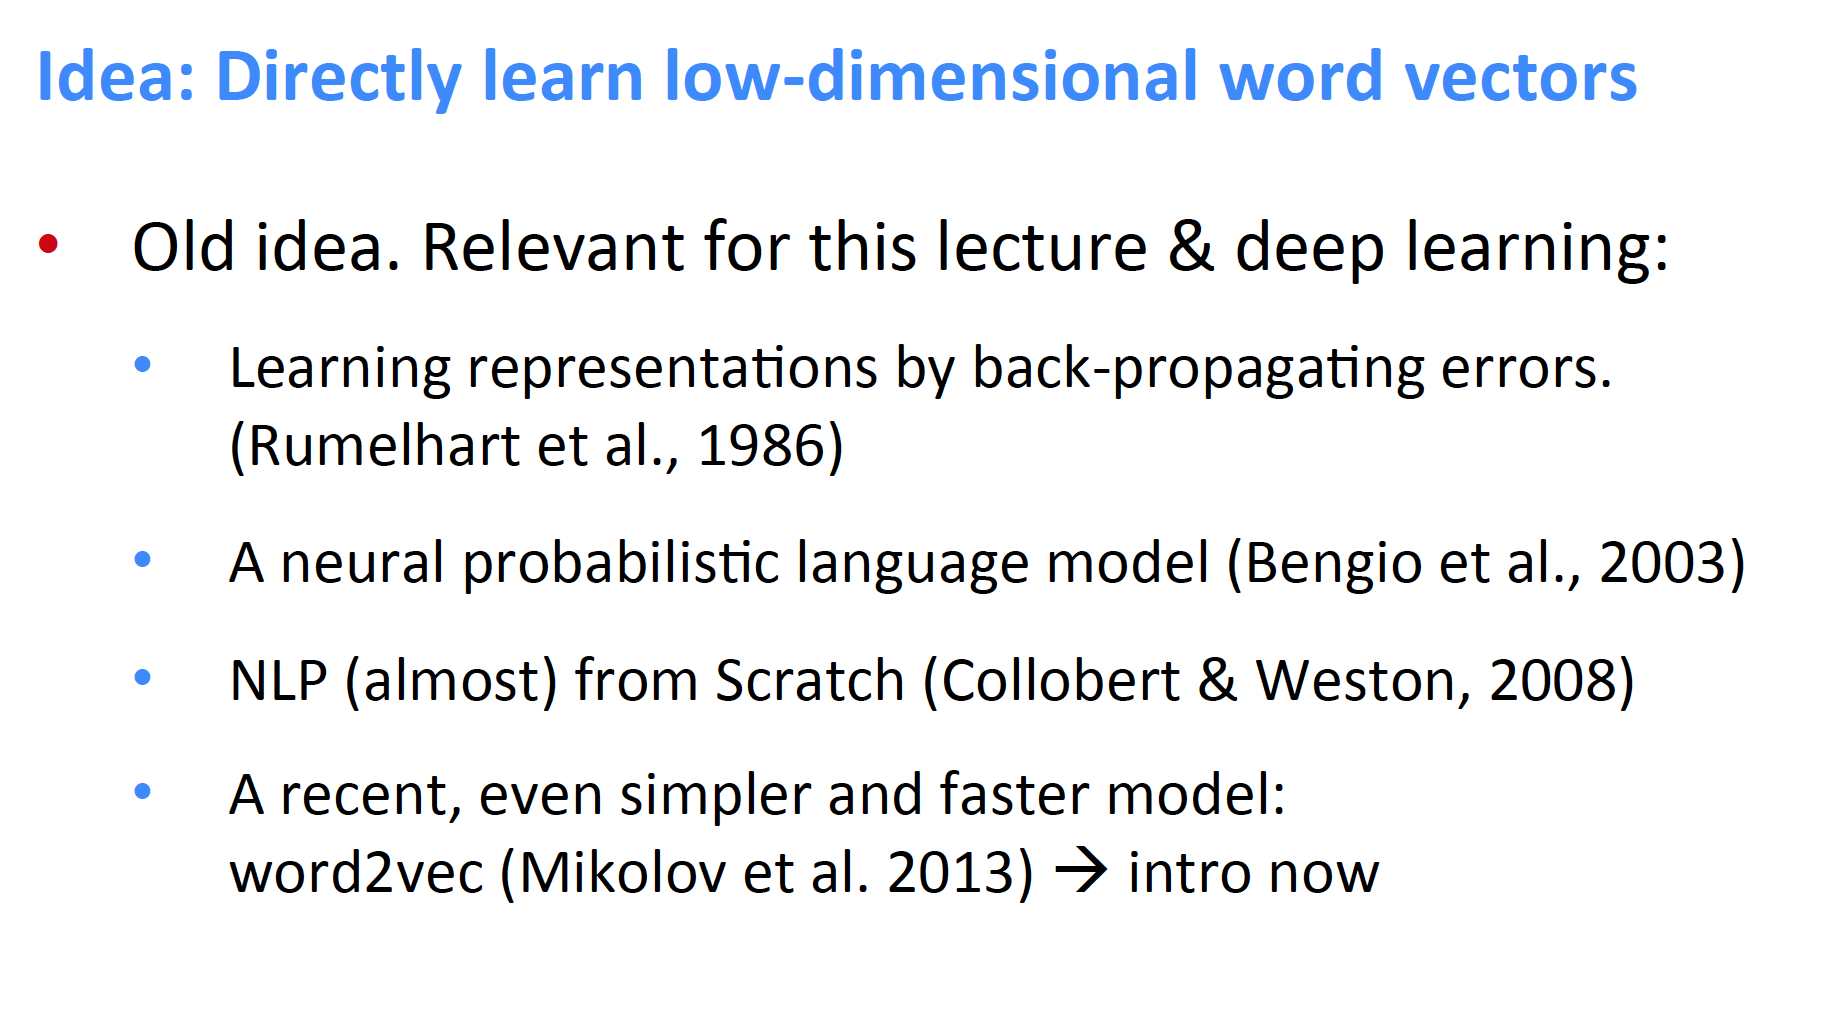 Idea: Directly learn low-dimensional word vectors
• Old idea. Relevant for this lecture & deep learning:
• Learning representations by back-propagating errors.
(Rumelhart et al., 1986)
• A neural probabilistic language model (Bengio et al., 2003)
• NLP (almost) from Scratch (Collobert & Weston, 2008)
• A recent, even simpler and faster model:
word2vec (Mikolov et al. 2013) → intro now